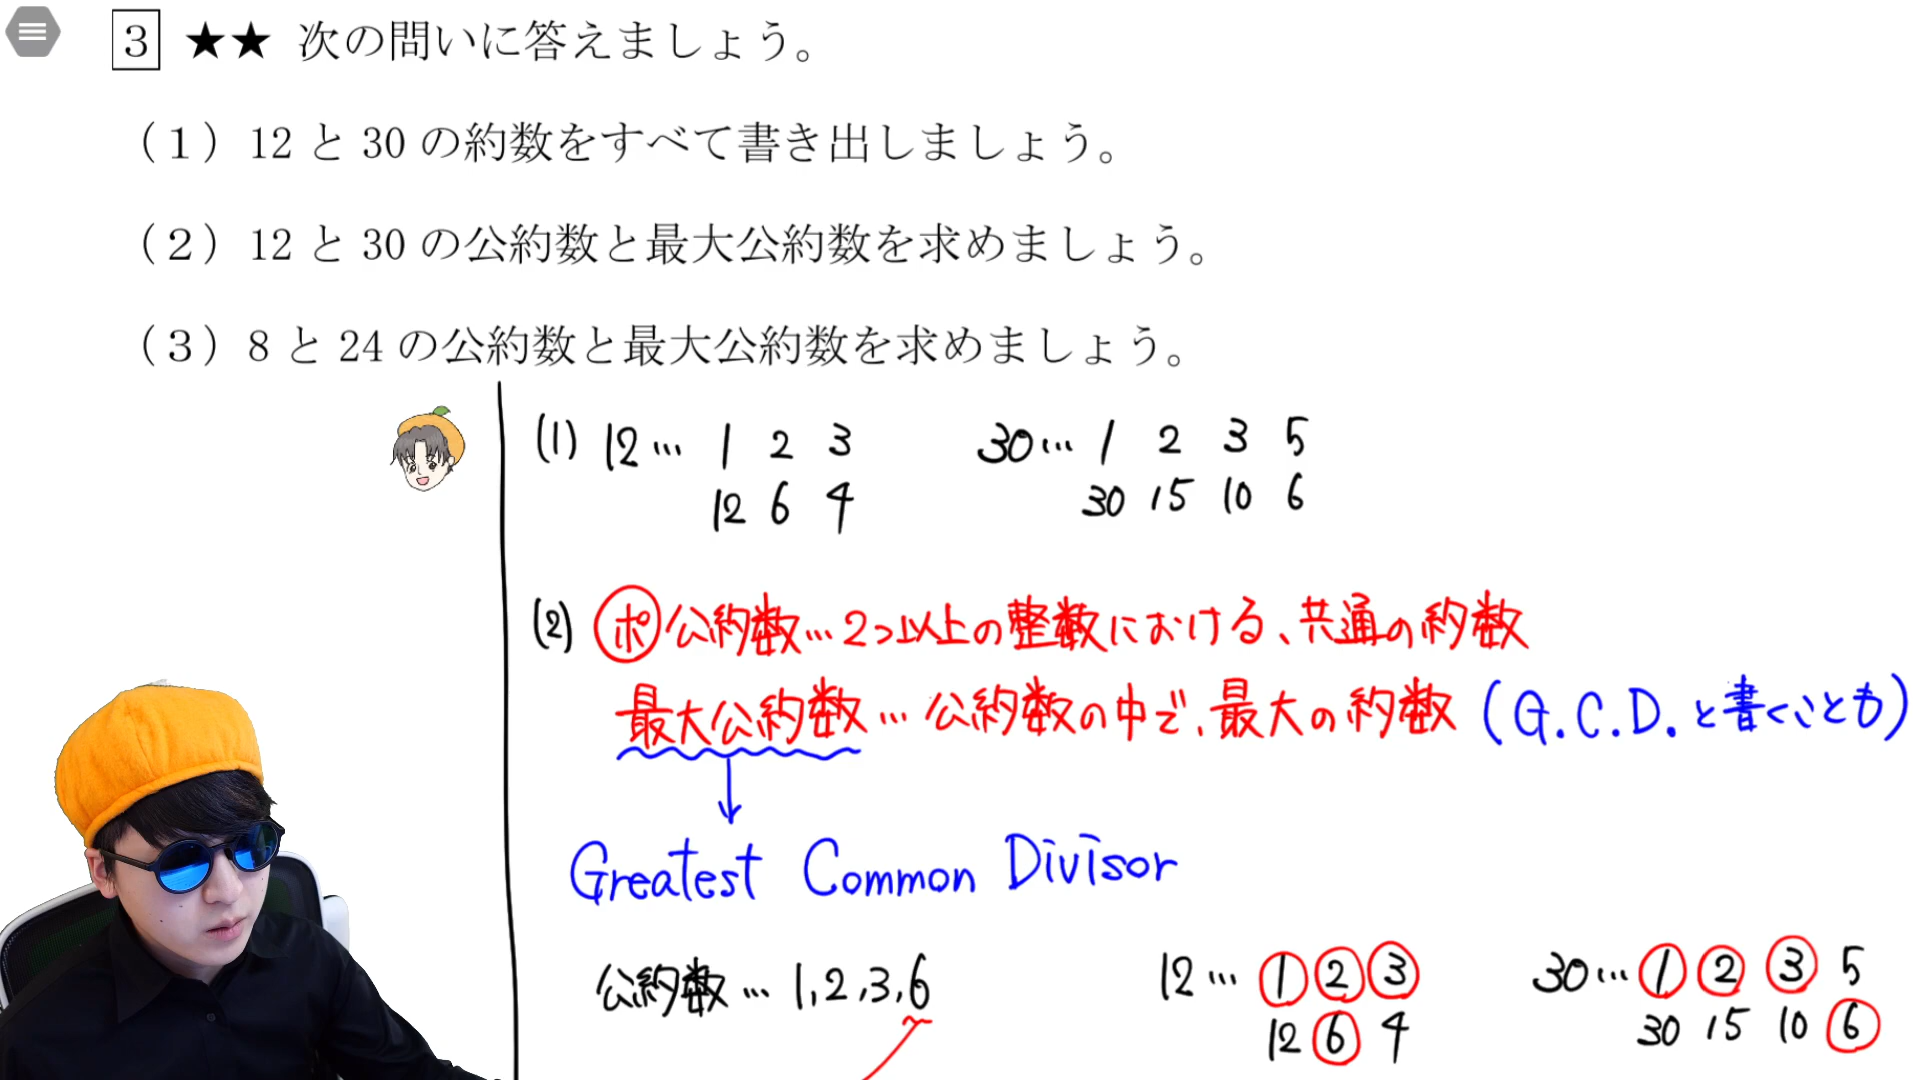 3 ★★ 次の問いに答えましょう。
(1) 12 と 30 の約数をすべて書き出しましょう。
(2) 12 と 30 の公約数と最大公約数を求めましょう。
(3) 8 と 24 の公約数と最大公約数を求めましょう。
(1) 12… 1 2 3 30… 1 2 3 5
12 6 4 30 15 10 6
(2) ポ 公約数…2つ以上の整数における、共通の約数
最大公約数…公約数の中で、最大の約数 (G.C.D.と書くことも)
Greatest Common Divisor
公約数… 1,2,3,6 12… 1 2 3 30… 1 2 3 5
12 6 4 30 15 10 6